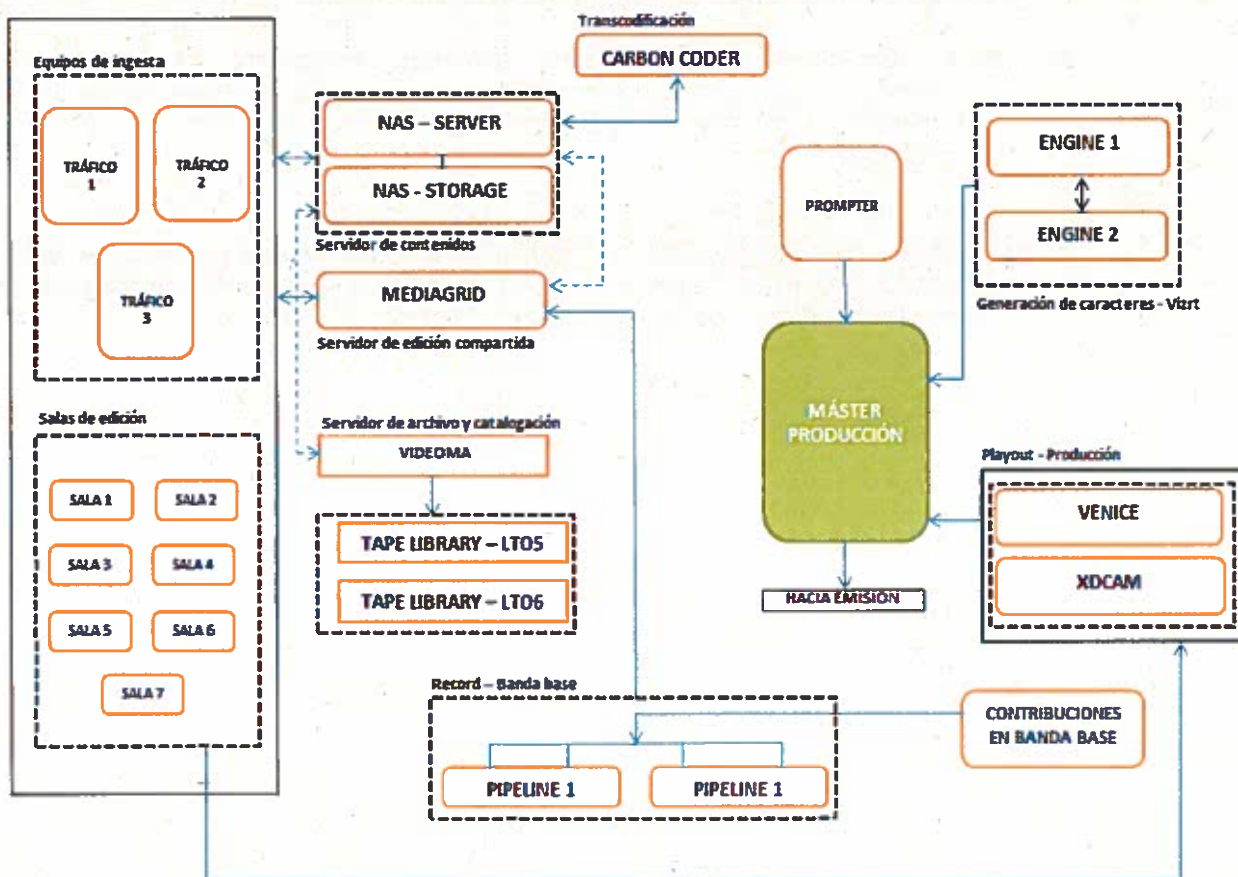 Transcodificación
CARBON CODER
Equipos de ingesta
TRÁFICO
1
TRÁFICO
2
TRÁFICO
3
NAS – SERVER
NAS - STORAGE
Servidor de contenidos
MEDIAGRID
Servidor de edición compartida
PROMPTER
ENGINE 1
ENGINE 2
Generación de caracteres - Vizrt
MÁSTER
PRODUCCIÓN
HACIA EMISIÓN
Salas de edición
SALA 1
SALA 2
SALA 3
SALA 4
SALA 5
SALA 6
SALA 7
Servidor de archivo y catalogación
VIDEOMA
TAPE LIBRARY – LTO5
TAPE LIBRARY – LTO6
Playout - Producción
VENICE
XDCAM
Record – Banda base
PIPELINE 1
PIPELINE 1
CONTRIBUCIONES
EN BANDA BASE